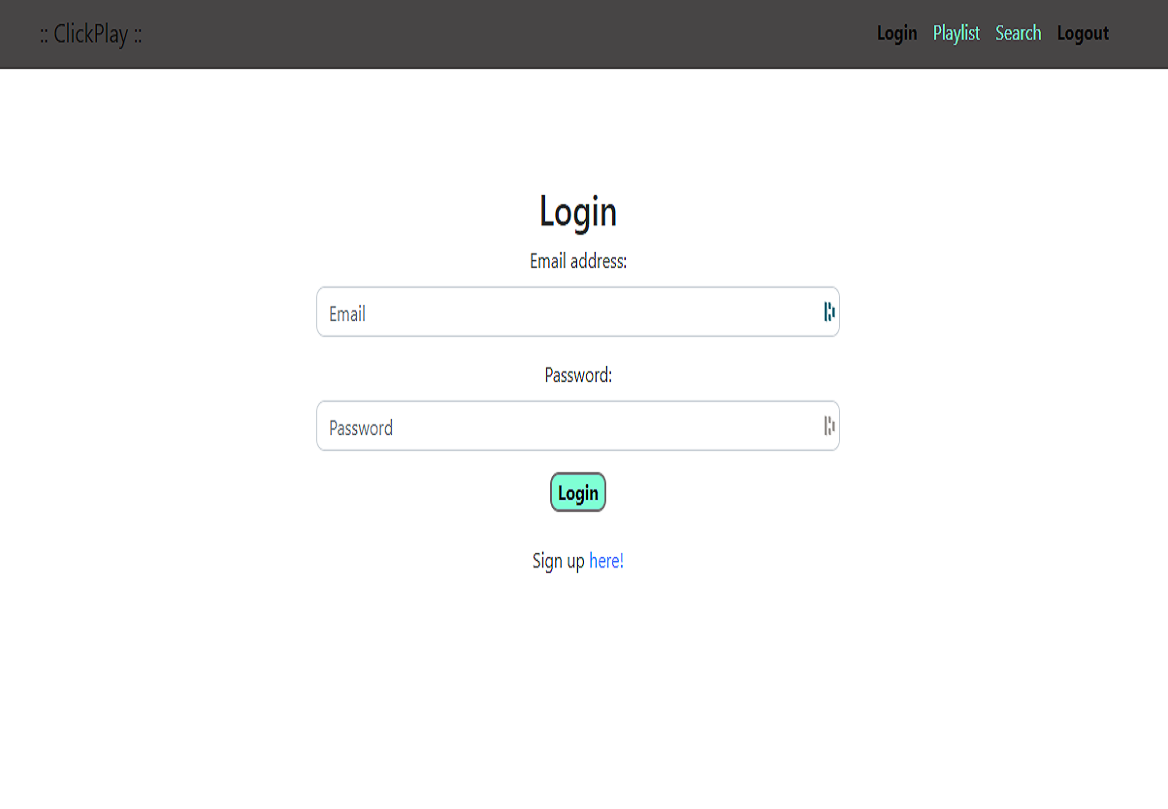 :: ClickPlay :: Login Playlist Search Logout
Login
Email address:
Email
Password:
Password
Login
Sign up here!